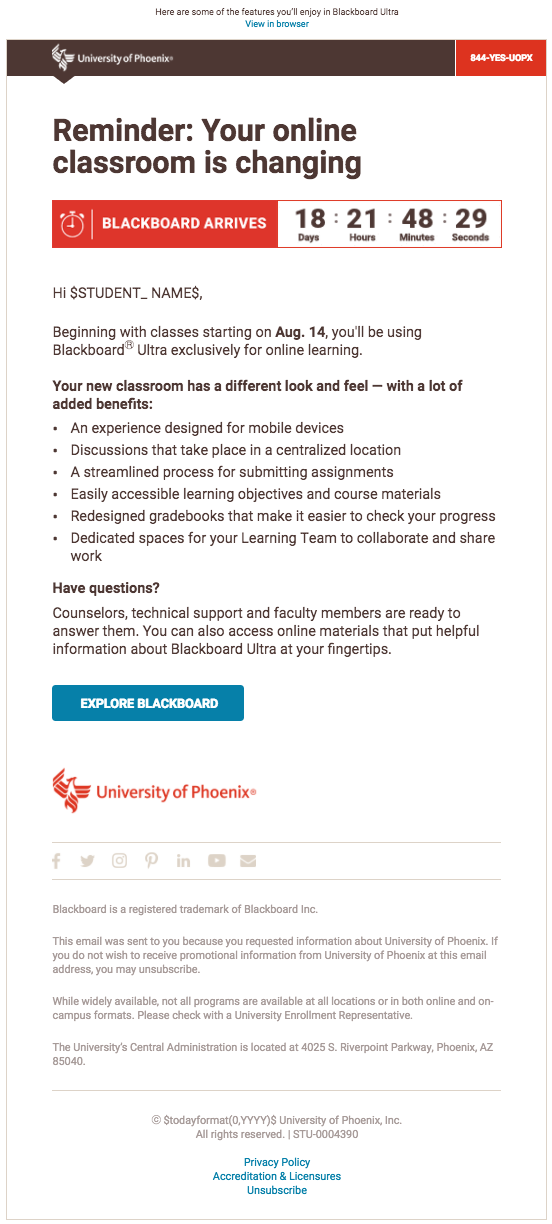 Here are some of the features you'll enjoy in Blackboard Ultra
View in browser
University of Phoenix®
844-YES-UOPX
Reminder: Your online
classroom is changing
BLACKBOARD ARRIVES
18 : 21 : 48 : 29
Days Hours Minutes Seconds
Hi $STUDENT_ NAME$,
Beginning with classes starting on Aug. 14, you'll be using
Blackboard® Ultra exclusively for online learning.
Your new classroom has a different look and feel — with a lot of
added benefits:
• An experience designed for mobile devices
• Discussions that take place in a centralized location
• A streamlined process for submitting assignments
• Easily accessible learning objectives and course materials
• Redesigned gradebooks that make it easier to check your progress
• Dedicated spaces for your Learning Team to collaborate and share
work
Have questions?
Counselors, technical support and faculty members are ready to
answer them. You can also access online materials that put helpful
information about Blackboard Ultra at your fingertips.
EXPLORE BLACKBOARD
University of Phoenix®
Blackboard is a registered trademark of Blackboard Inc.
This email was sent to you because you requested information about University of Phoenix. If
you do not wish to receive promotional information from University of Phoenix at this email
address, you may unsubscribe.
While widely available, not all programs are available at all locations or in both online and on-
campus formats. Please check with a University Enrollment Representative.
The University's Central Administration is located at 4025 S. Riverpoint Parkway, Phoenix, AZ
85040.
© $todayformat(0,YYYY)$ University of Phoenix, Inc.
All rights reserved. | STU-0004390
Privacy Policy
Accreditation & Licensures
Unsubscribe